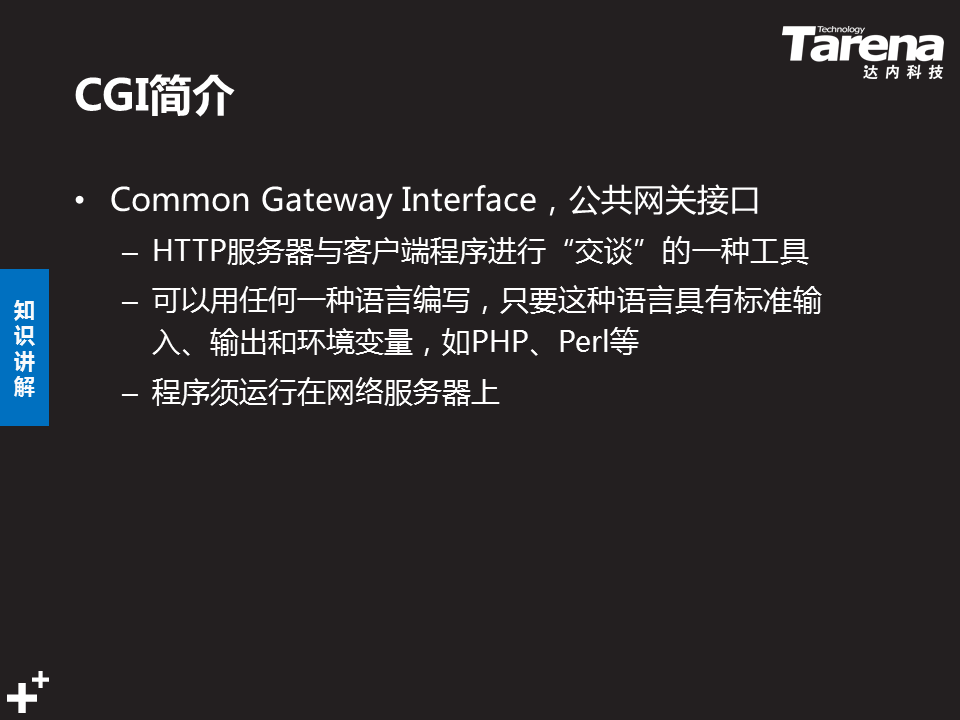 Technology
Tarena
达内科技
CGI简介
• Common Gateway Interface，公共网关接口
– HTTP服务器与客户端程序进行“交谈”的一种工具
– 可以用任何一种语言编写，只要这种语言具有标准输
入、输出和环境变量，如PHP、Perl等
– 程序须运行在网络服务器上
知
识
讲
解